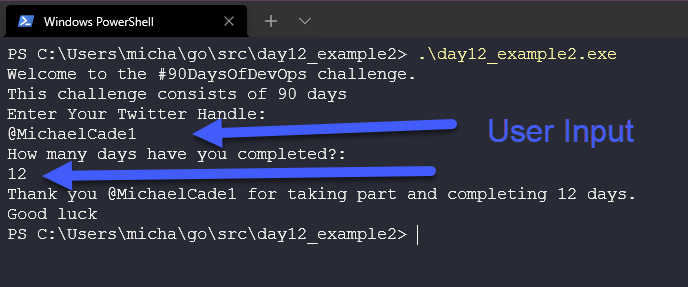 Windows PowerShell
PS C:\Users\micha\go\src\day12_example2> .\day12_example2.exe
Welcome to the #90DaysOfDevOps challenge.
This challenge consists of 90 days
Enter Your Twitter Handle:
@MichaelCade1
User Input
How many days have you completed?:
12
Thank you @MichaelCade1 for taking part and completing 12 days.
Good luck
PS C:\Users\micha\go\src\day12_example2>